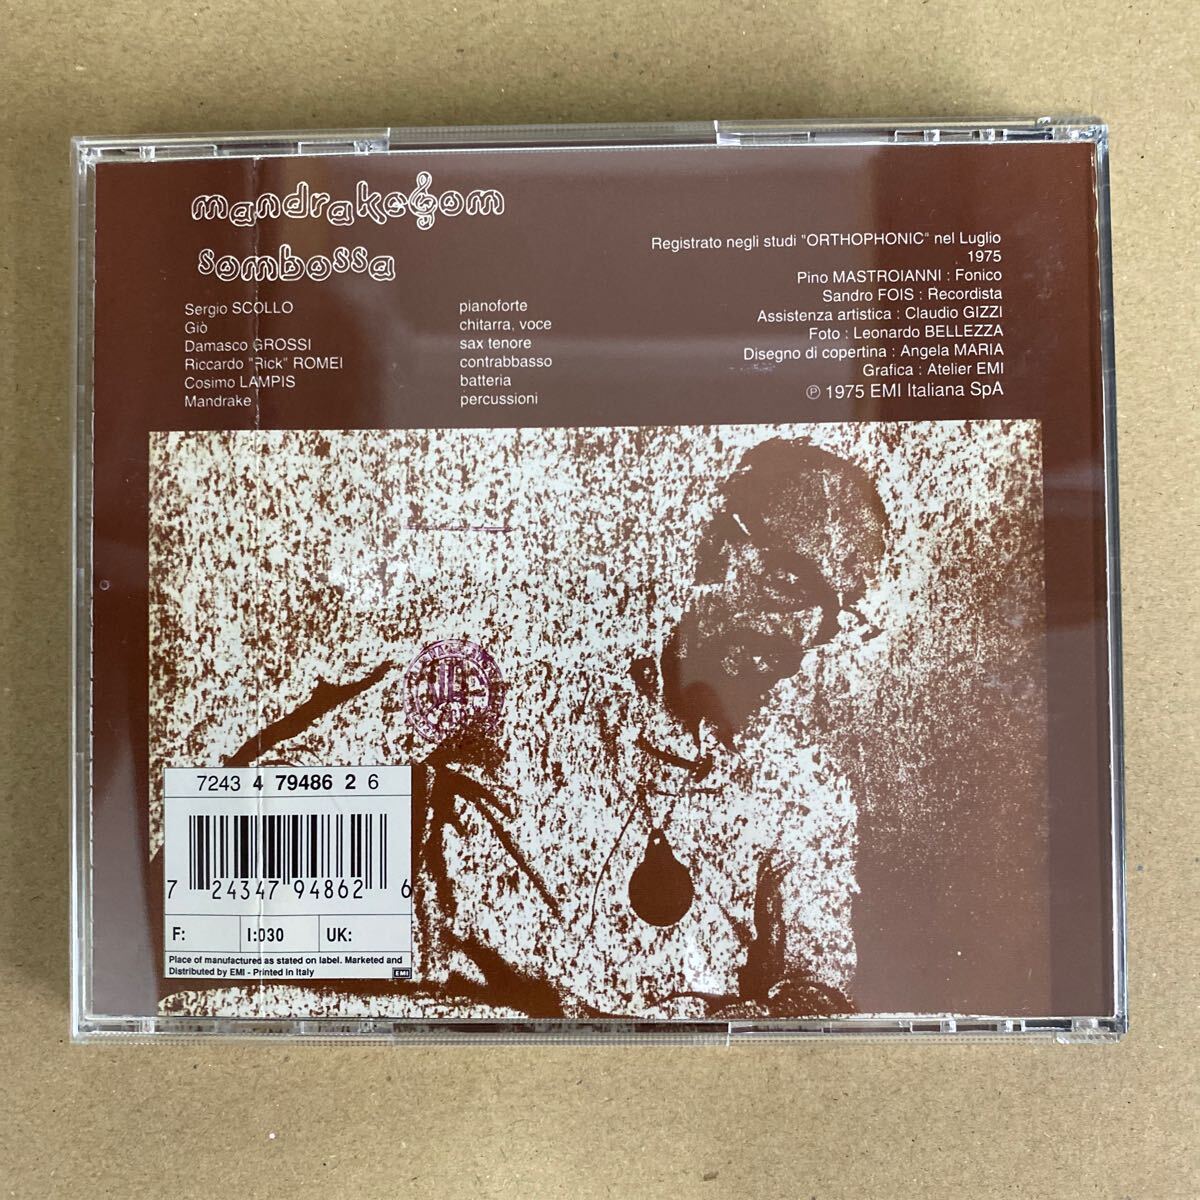 mandrake som
sombossa
Sergio SCOLLO pianoforte
Giò chitarra, voce
Damasco GROSSI sax tenore
Riccardo "Rick" ROMEI contrabbasso
Cosimo LAMPIS batteria
Mandrake percussioni
Registrato negli studi "ORTHOPHONIC" nel Luglio
1975
Pino MASTROIANNI : Fonico
Sandro FOIS : Recordista
Assistenza artistica : Claudio GIZZI
Foto : Leonardo BELLEZZA
Disegno di copertina : Angela MARIA
Grafica : Atelier EMI
℗ 1975 EMI Italiana SpA
7243 4 79486 2 6
7 24347 94862 6
F: I:030 UK:
Place of manufactured as stated on label. Marketed and
Distributed by EMI - Printed in Italy
EMI